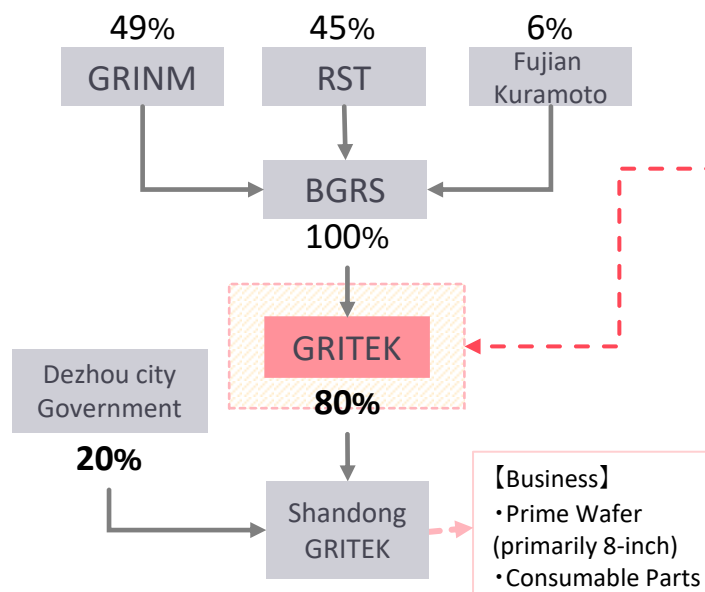 49%
45%
6%
GRINM
RST
Fujian
Kuramoto
BGRS
100%
GRITEK
80%
Dezhou city
Government
20%
Shandong
GRITEK
【Business】
・Prime Wafer
(primarily 8-inch)
・Consumable Parts